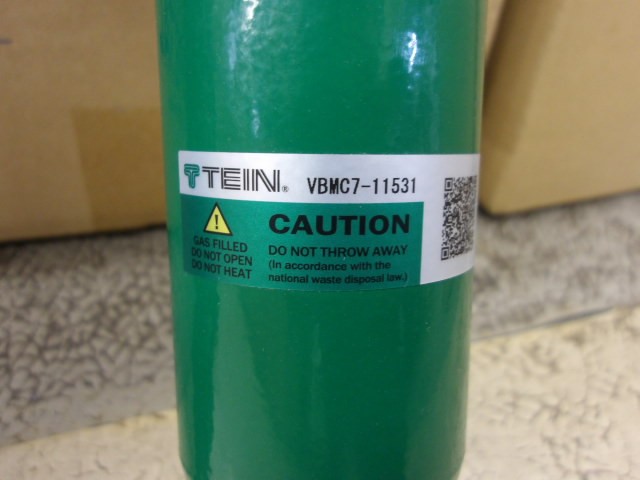 TEIN® VBMC7-11531
CAUTION
GAS FILLED
DO NOT OPEN
DO NOT HEAT
DO NOT THROW AWAY
(In accordance with the
national waste disposal law.)